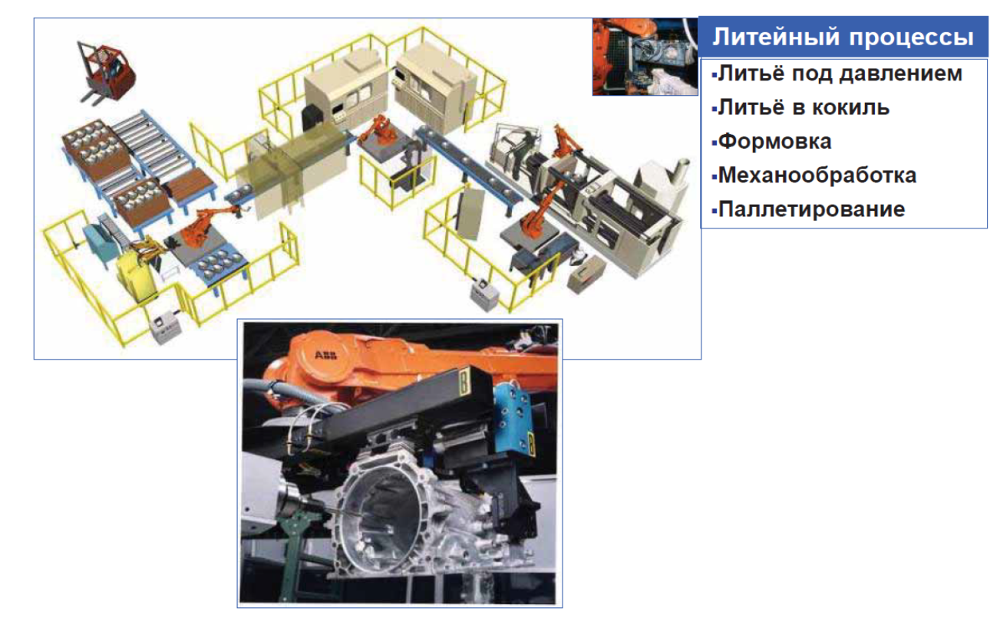 Литейный процессы
▪Литьё под давлением
▪Литьё в кокиль
▪Формовка
▪Механообработка
▪Паллетирование
ABB